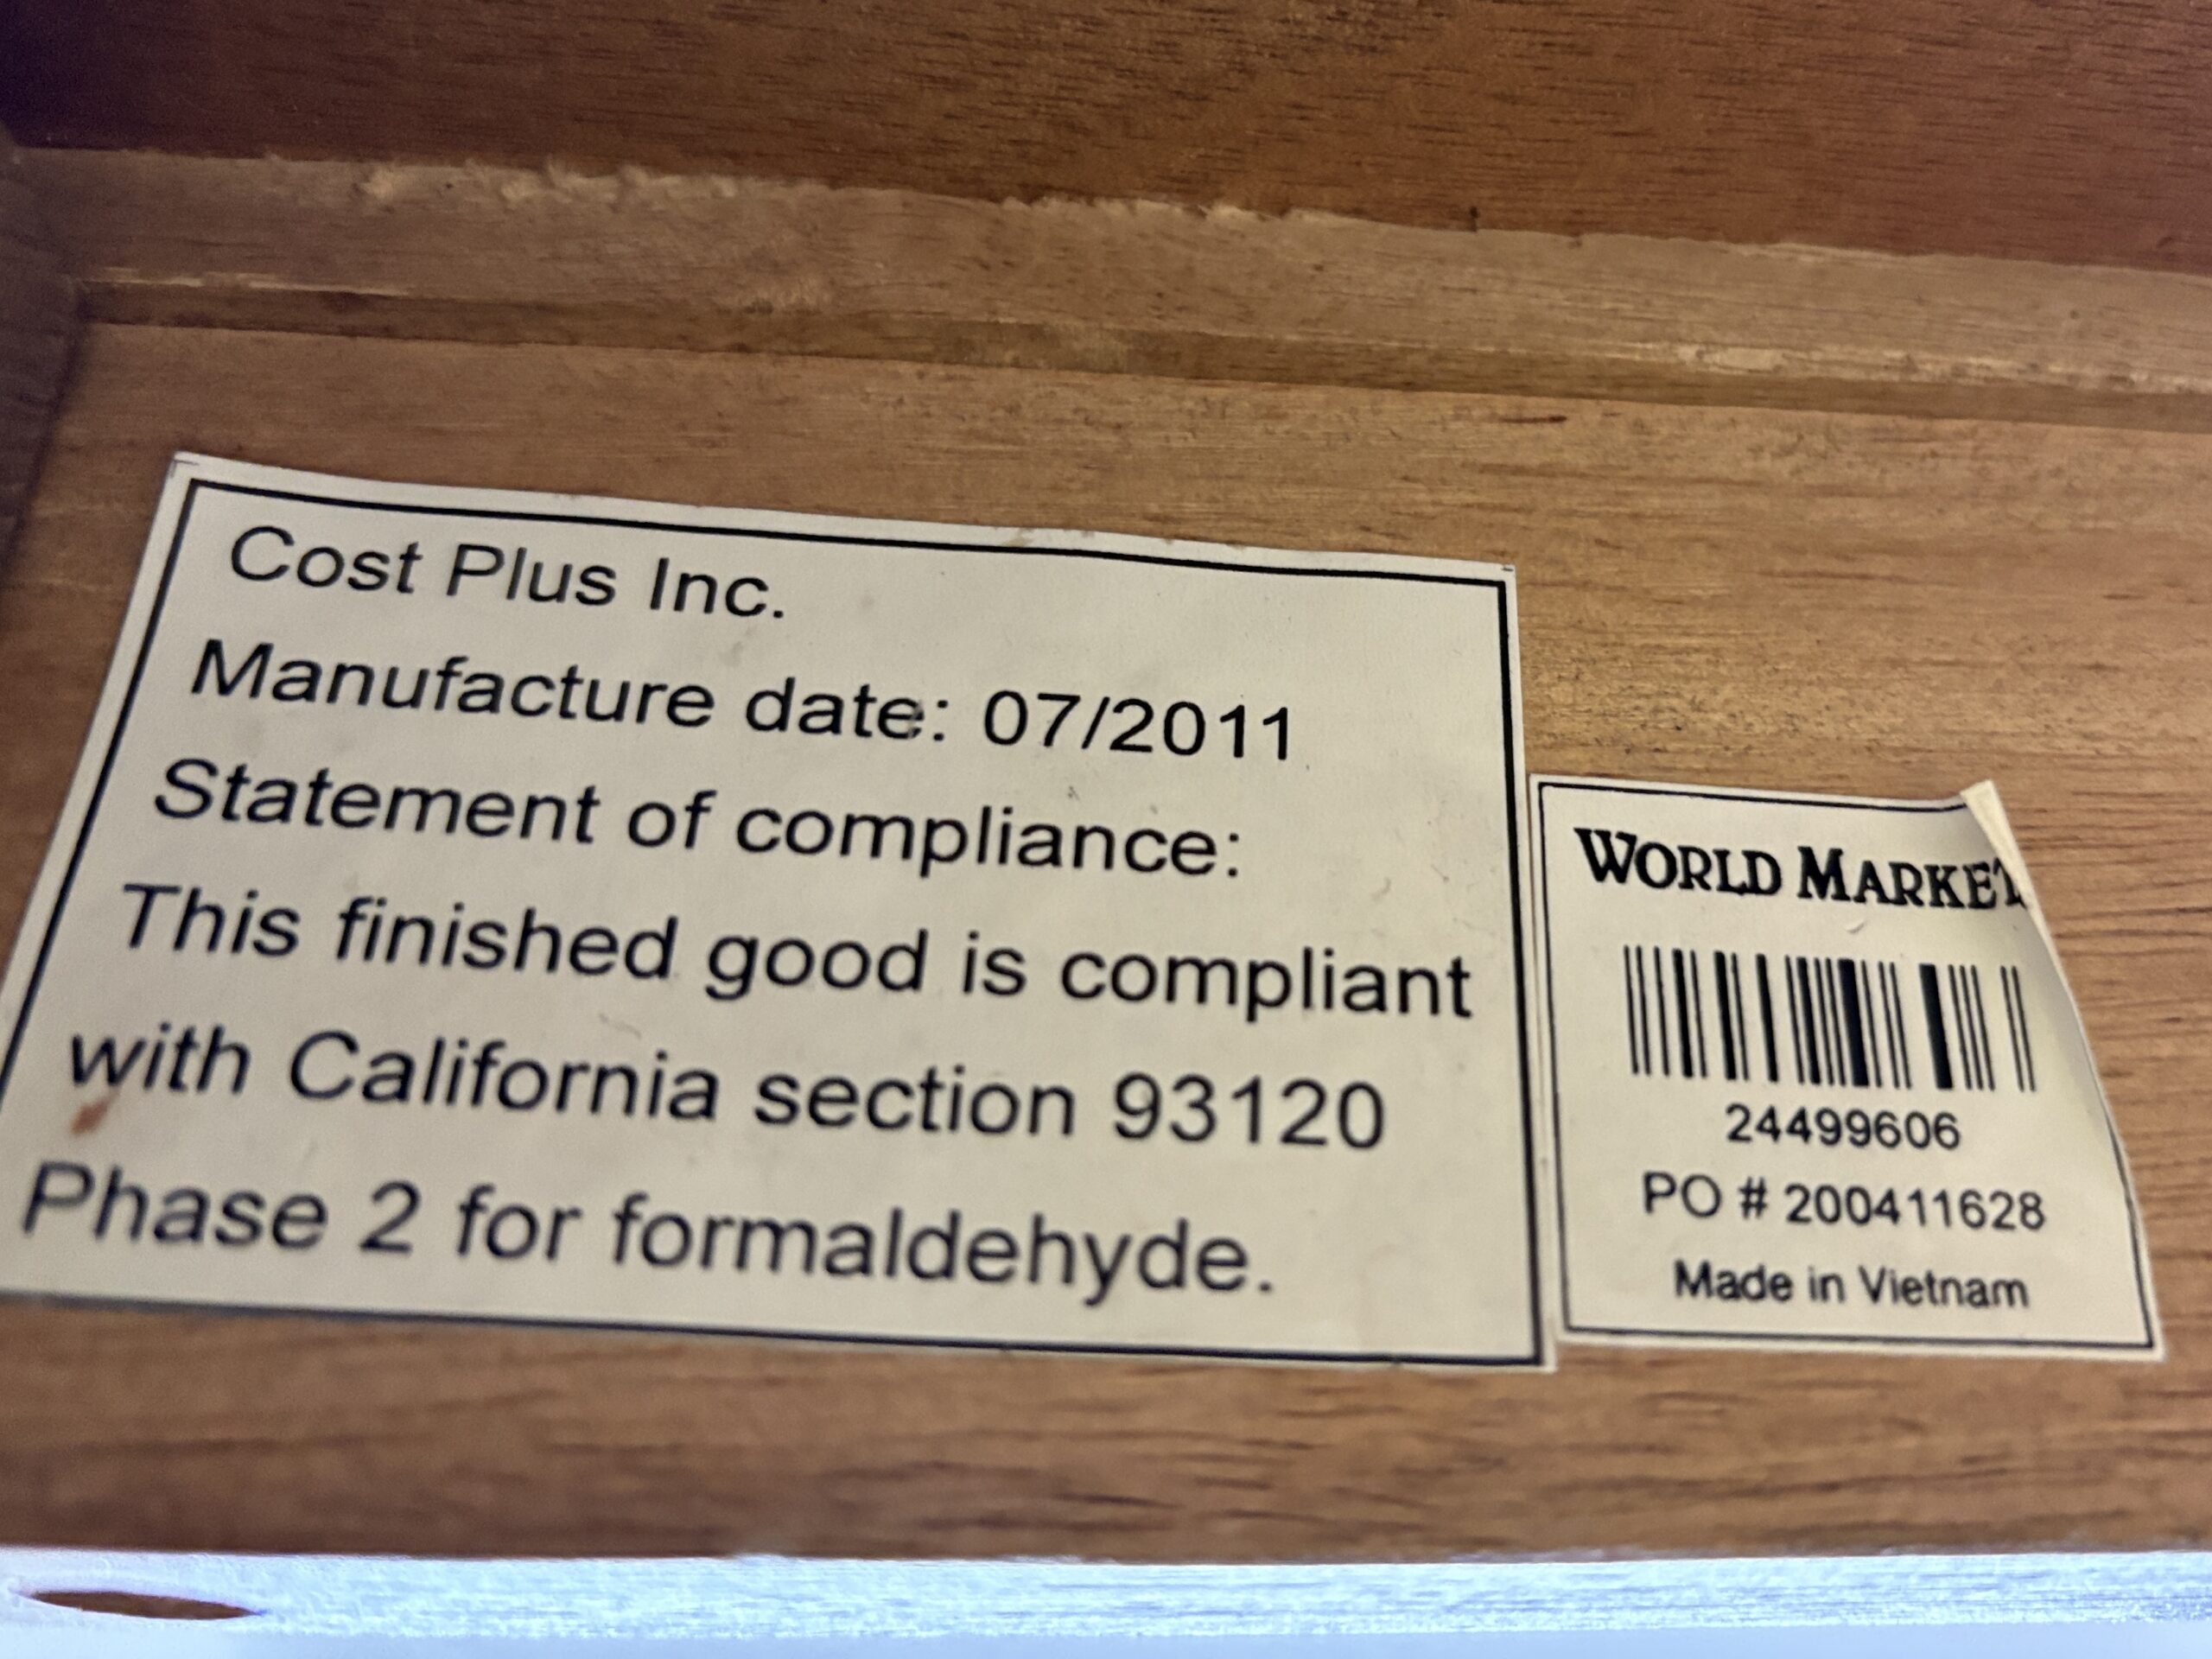 Cost Plus Inc.
Manufacture date: 07/2011
Statement of compliance:
This finished good is compliant
with California section 93120
Phase 2 for formaldehyde.
WORLD MARKET
24499606
PO # 200411628
Made in Vietnam